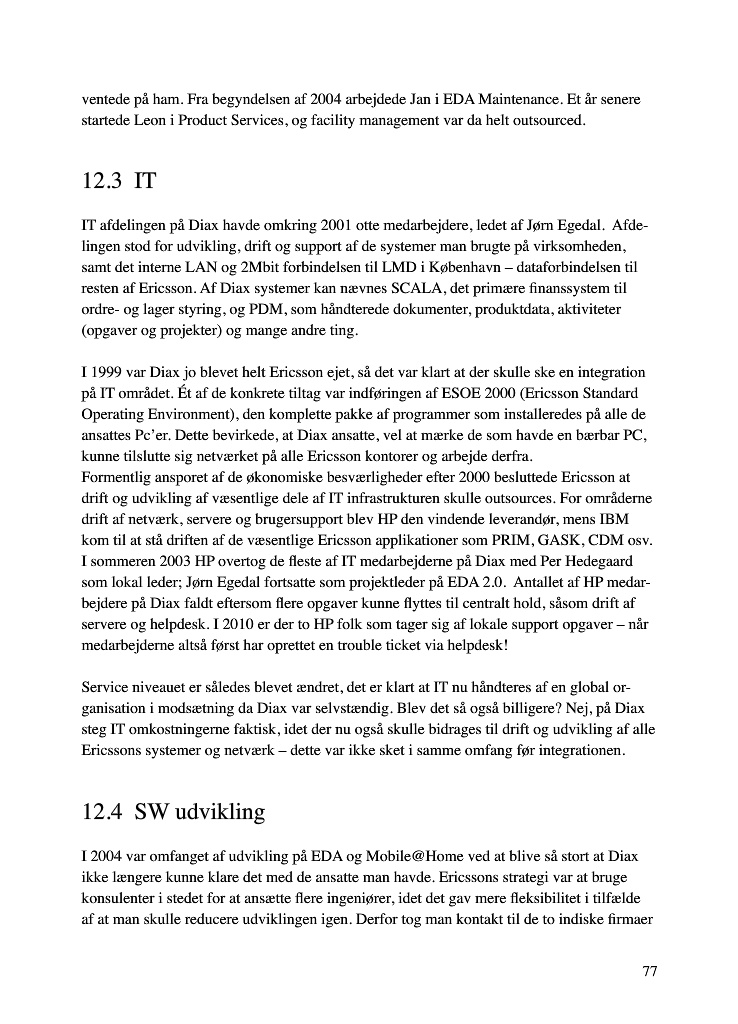 ventede på ham. Fra begyndelsen af 2004 arbejdede Jan i EDA Maintenance. Et år senere
startede Leon i Product Services, og facility management var da helt outsourced.
12.3 IT
IT afdelingen på Diax havde omkring 2001 otte medarbejdere, ledet af Jørn Egedal. Afde-
lingen stod for udvikling, drift og support af de systemer man brugte på virksomheden,
samt det interne LAN og 2Mbit forbindelsen til LMD i København – dataforbindelsen til
resten af Ericsson. Af Diax systemer kan nævnes SCALA, det primære finanssystem til
ordre- og lager styring, og PDM, som håndterede dokumenter, produktdata, aktiviteter
(opgaver og projekter) og mange andre ting.
I 1999 var Diax jo blevet helt Ericsson ejet, så det var klart at der skulle ske en integration
på IT området. Ét af de konkrete tiltag var indføringen af ESOE 2000 (Ericsson Standard
Operating Environment), den komplette pakke af programmer som installeredes på alle de
ansattes Pc'er. Dette bevirkede, at Diax ansatte, vel at mærke de som havde en bærbar PC,
kunne tilslutte sig netværket på alle Ericsson kontorer og arbejde derfra.
Formentlig ansporet af de økonomiske besværligheder efter 2000 besluttede Ericsson at
drift og udvikling af væsentlige dele af IT infrastrukturen skulle outsources. For områderne
drift af netværk, servere og brugersupport blev HP den vindende leverandør, mens IBM
kom til at stå driften af de væsentlige Ericsson applikationer som PRIM, GASK, CDM osv.
I sommeren 2003 HP overtog de fleste af IT medarbejderne på Diax med Per Hedegaard
som lokal leder; Jørn Egedal fortsatte som projektleder på EDA 2.0. Antallet af HP medar-
bejdere på Diax faldt eftersom flere opgaver kunne flyttes til centralt hold, såsom drift af
servere og helpdesk. I 2010 er der to HP folk som tager sig af lokale support opgaver – når
medarbejderne altså først har oprettet en trouble ticket via helpdesk!
Service niveauet er således blevet ændret, det er klart at IT nu håndteres af en global or-
ganisation i modsætning da Diax var selvstændig. Blev det så også billigere? Nej, på Diax
steg IT omkostningerne faktisk, idet der nu også skulle bidrages til drift og udvikling af alle
Ericssons systemer og netværk – dette var ikke sket i samme omfang før integrationen.
12.4 SW udvikling
I 2004 var omfanget af udvikling på EDA og Mobile@Home ved at blive så stort at Diax
ikke længere kunne klare det med de ansatte man havde. Ericssons strategi var at bruge
konsulenter i stedet for at ansætte flere ingeniører, idet det gav mere fleksibilitet i tilfælde
af at man skulle reducere udviklingen igen. Derfor tog man kontakt til de to indiske firmaer
77